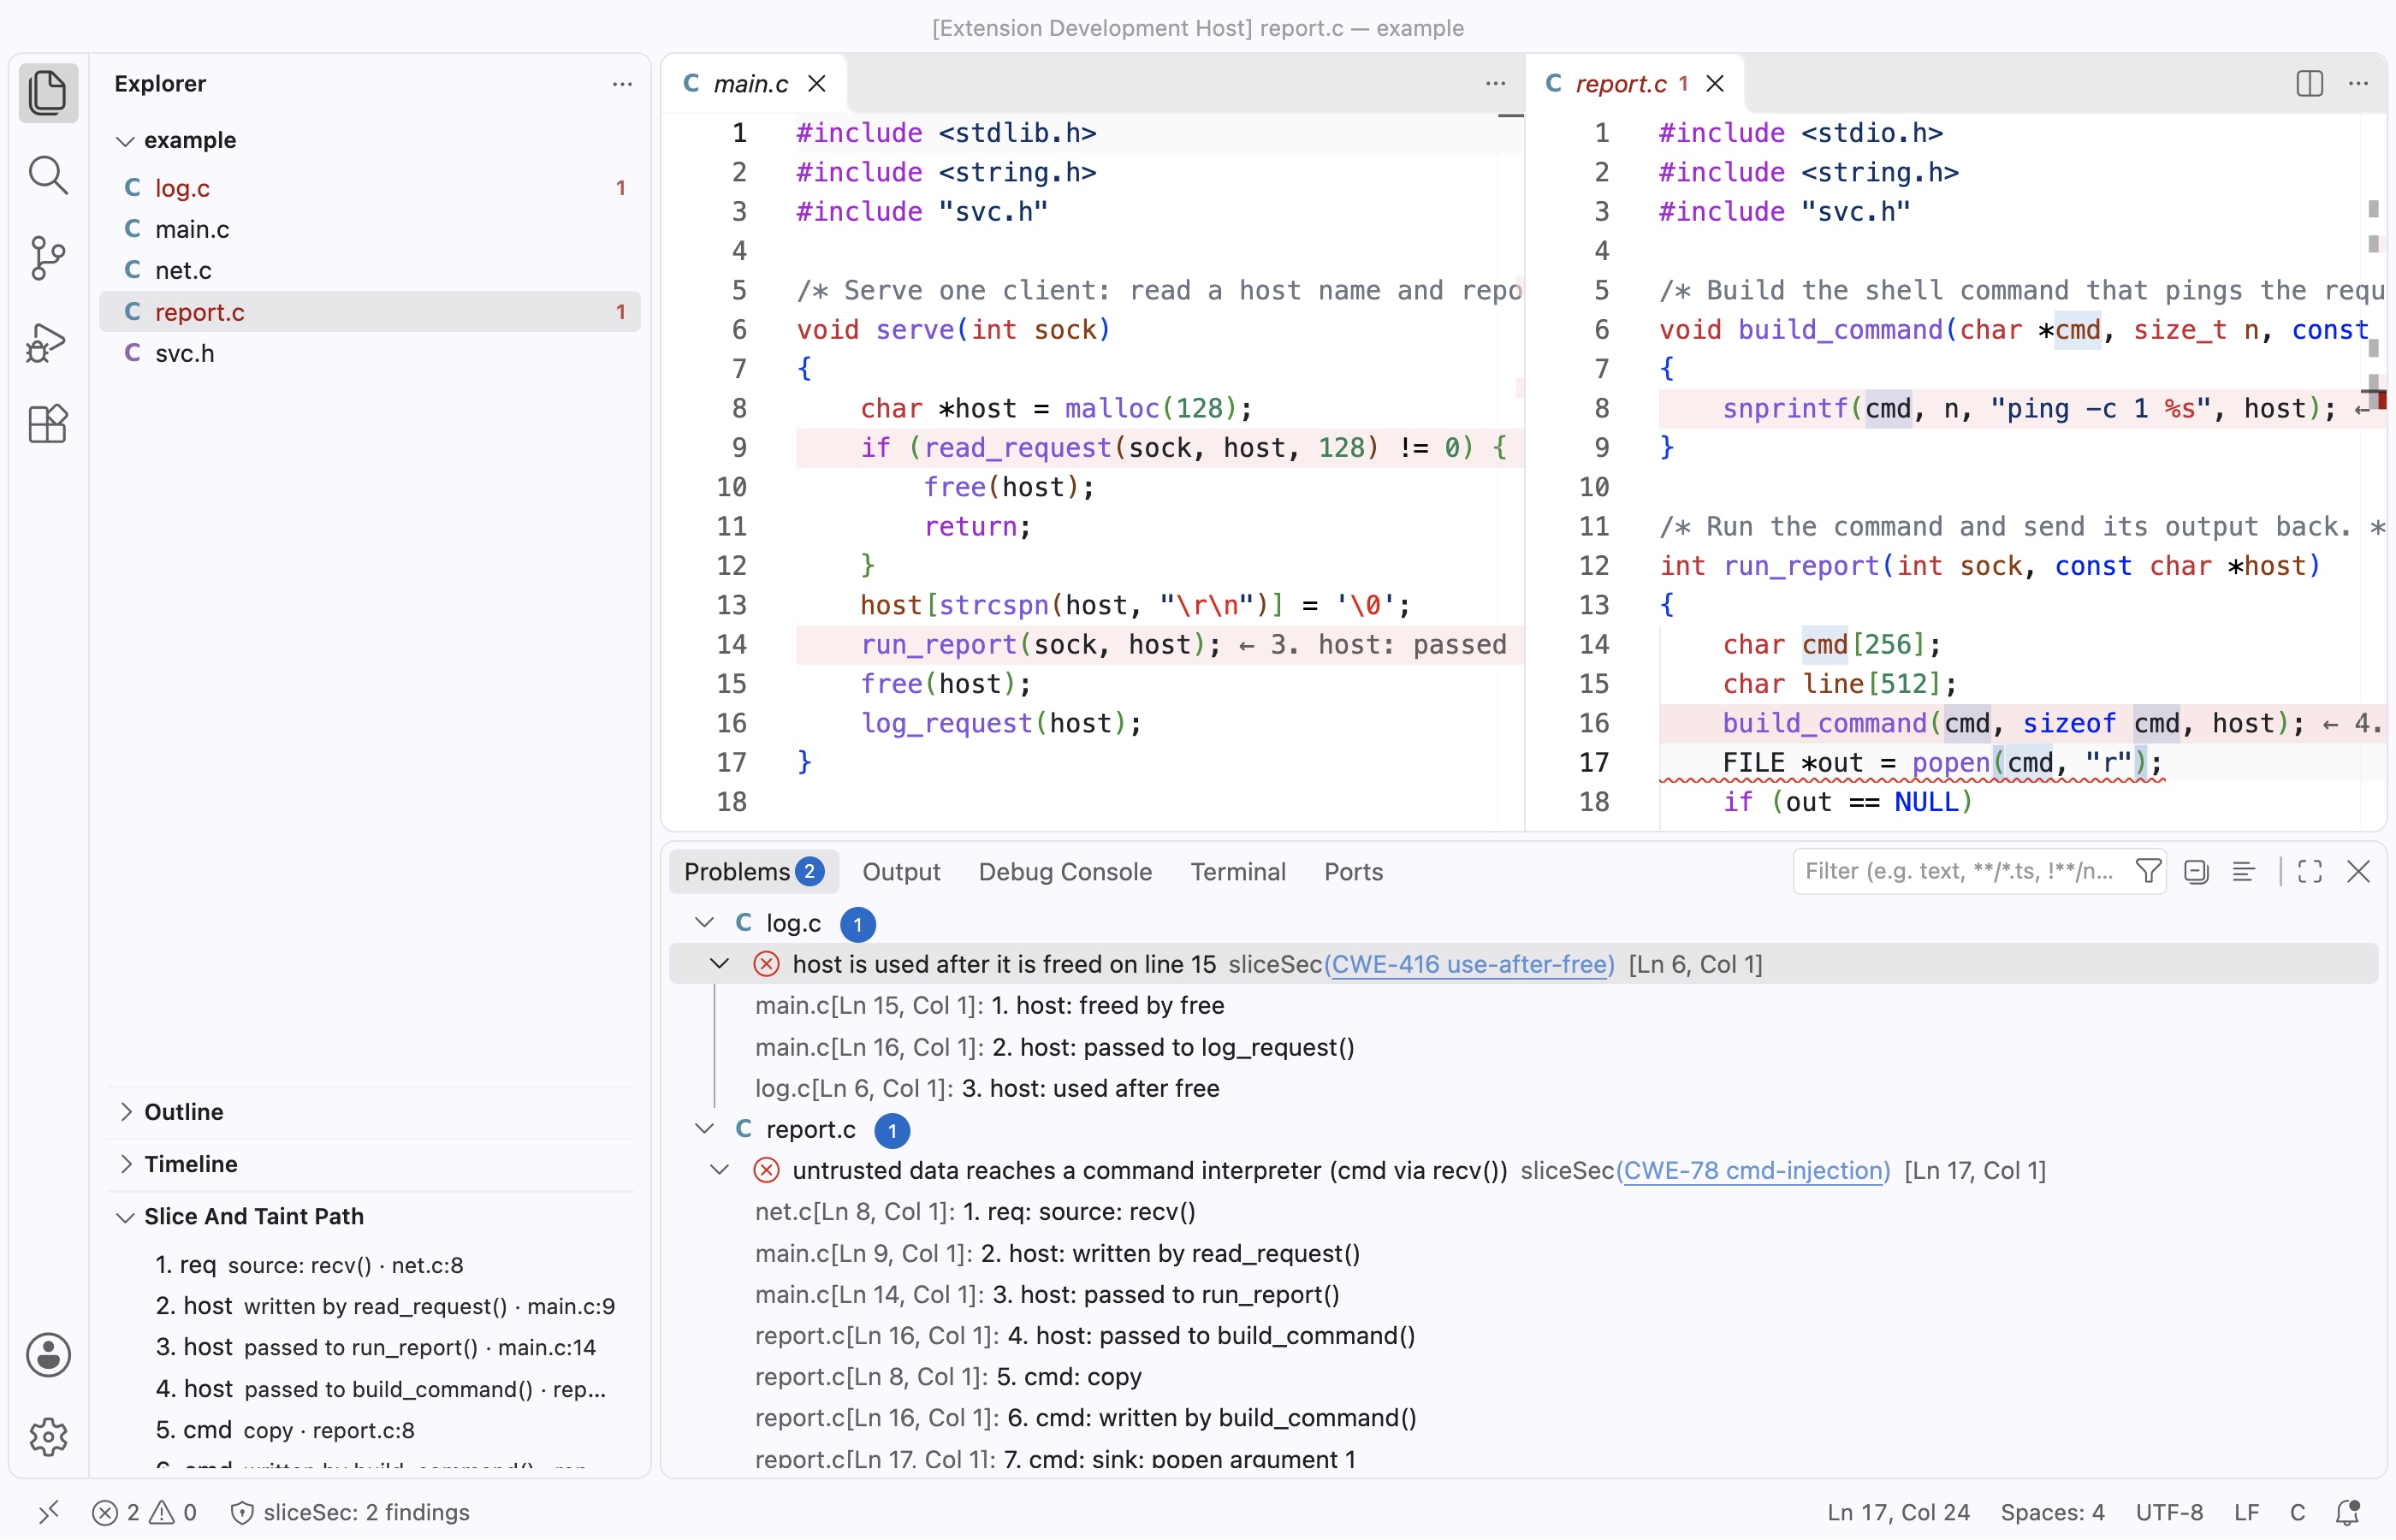 [Extension Development Host] report.c — example
Explorer
example
log.c 1
main.c
net.c
report.c 1
svc.h
Outline
Timeline
Slice And Taint Path
1. req source: recv() · net.c:8
2. host written by read_request() · main.c:9
3. host passed to run_report() · main.c:14
4. host passed to build_command() · rep...
5. cmd copy · report.c:8
6. cmd written by build_command() · rep...
C main.c
1 #include <stdlib.h>
2 #include <string.h>
3 #include "svc.h"
4
5 /* Serve one client: read a host name and repo
6 void serve(int sock)
7 {
8 char *host = malloc(128);
9 if (read_request(sock, host, 128) != 0) {
10 free(host);
11 return;
12 }
13 host[strcspn(host, "\r\n")] = '\0';
14 run_report(sock, host); ← 3. host: passed
15 free(host);
16 log_request(host);
17 }
18
C report.c 1
1 #include <stdio.h>
2 #include <string.h>
3 #include "svc.h"
4
5 /* Build the shell command that pings the requ
6 void build_command(char *cmd, size_t n, const
7 {
8 snprintf(cmd, n, "ping -c 1 %s", host); ←
9 }
10
11 /* Run the command and send its output back. *
12 int run_report(int sock, const char *host)
13 {
14 char cmd[256];
15 char line[512];
16 build_command(cmd, sizeof cmd, host); ← 4.
17 FILE *out = popen(cmd, "r");
18 if (out == NULL)
Problems 2 Output Debug Console Terminal Ports
Filter (e.g. text, **/*.ts, !**/n...
C log.c 1
host is used after it is freed on line 15 sliceSec(CWE-416 use-after-free) [Ln 6, Col 1]
main.c[Ln 15, Col 1]: 1. host: freed by free
main.c[Ln 16, Col 1]: 2. host: passed to log_request()
log.c[Ln 6, Col 1]: 3. host: used after free
C report.c 1
untrusted data reaches a command interpreter (cmd via recv()) sliceSec(CWE-78 cmd-injection) [Ln 17, Col 1]
net.c[Ln 8, Col 1]: 1. req: source: recv()
main.c[Ln 9, Col 1]: 2. host: written by read_request()
main.c[Ln 14, Col 1]: 3. host: passed to run_report()
report.c[Ln 16, Col 1]: 4. host: passed to build_command()
report.c[Ln 8, Col 1]: 5. cmd: copy
report.c[Ln 16, Col 1]: 6. cmd: written by build_command()
report.c[Ln 17, Col 1]: 7. cmd: sink: popen argument 1
2 0 sliceSec: 2 findings
Ln 17, Col 24 Spaces: 4 UTF-8 LF C